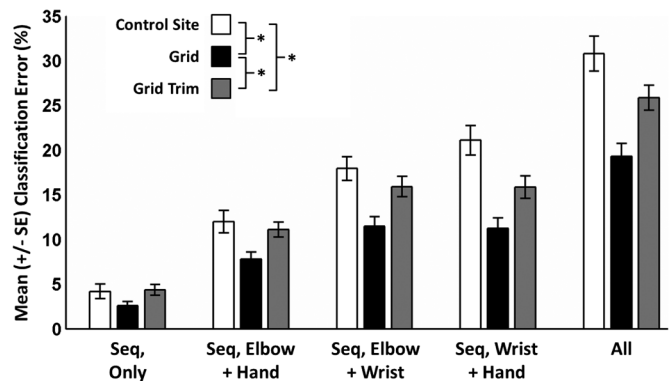 Mean (+/- SE) Classification Error (%)
35
30
25
20
15
10
5
0
Control Site
Grid
Grid Trim
*
*
*
Seq,
Only
Seq, Elbow
+ Hand
Seq, Elbow
+ Wrist
Seq, Wrist
+ Hand
All